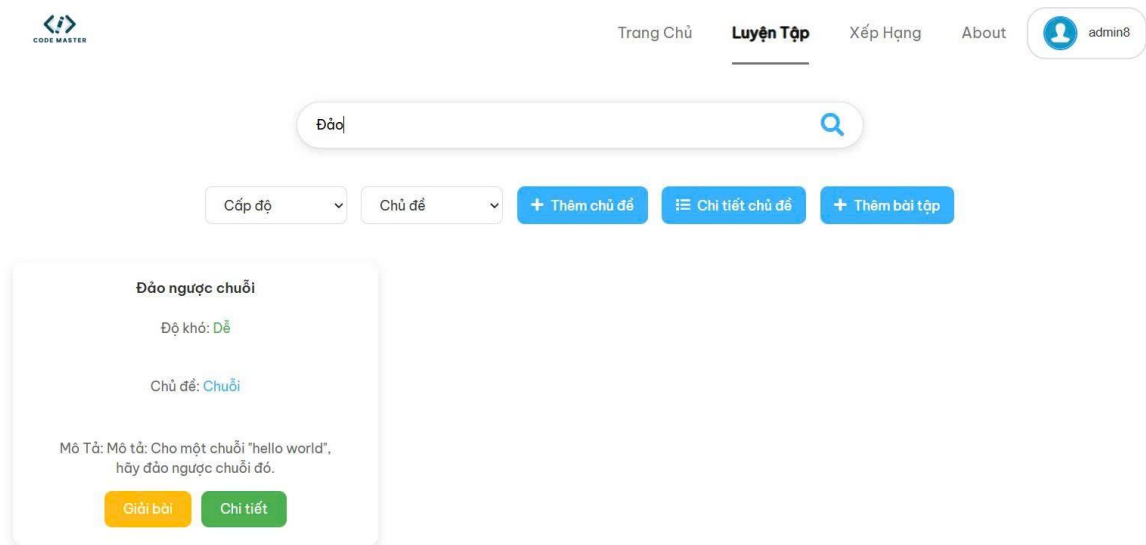 CODE MASTER
Trang Chủ Luyện Tập Xếp Hạng About admin8
Đảo
Cấp độ Chủ đề + Thêm chủ đề Chi tiết chủ đề + Thêm bài tập
Đảo ngược chuỗi
Độ khó: Dễ
Chủ đề: Chuỗi
Mô Tả: Mô tả: Cho một chuỗi "hello world",
hãy đảo ngược chuỗi đó.
Giải bài Chi tiết